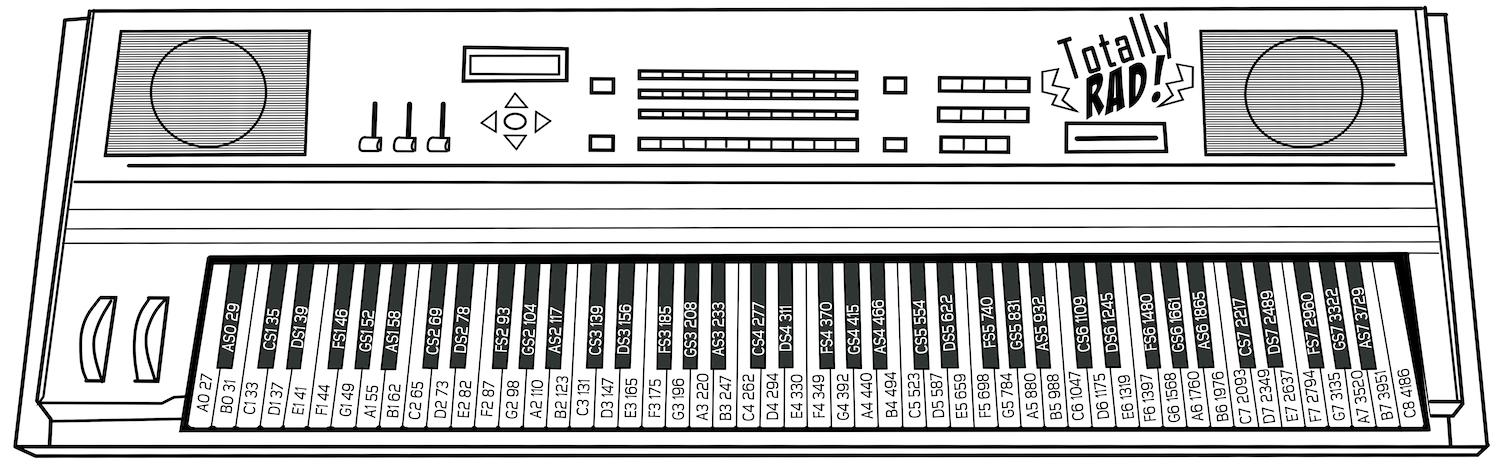 Totally
RAD!
AS0 29
CS1 35
DS1 39
FS1 46
GS1 52
AS1 58
CS2 69
DS2 78
FS2 93
GS2 104
AS2 117
CS3 139
DS3 156
FS3 185
GS3 208
AS3 233
CS4 277
DS4 311
FS4 370
GS4 415
AS4 466
CS5 554
DS5 622
FS5 740
GS5 831
AS5 932
CS6 1109
DS6 1245
FS6 1480
GS6 1661
AS6 1865
CS7 2217
DS7 2489
FS7 2960
GS7 3322
AS7 3729
A0 27
B0 31
C1 33
D1 37
E1 41
F1 44
G1 49
A1 55
B1 62
C2 65
D2 73
E2 82
F2 87
G2 98
A2 110
B2 123
C3 131
D3 147
E3 165
F3 175
G3 196
A3 220
B3 247
C4 262
D4 294
E4 330
F4 349
G4 392
A4 440
B4 494
C5 523
D5 587
E5 659
F5 698
G5 784
A5 880
B5 988
C6 1047
D6 1175
E6 1319
F6 1397
G6 1568
A6 1760
B6 1976
C7 2093
D7 2349
E7 2637
F7 2794
G7 3135
A7 3520
B7 3951
C8 4186